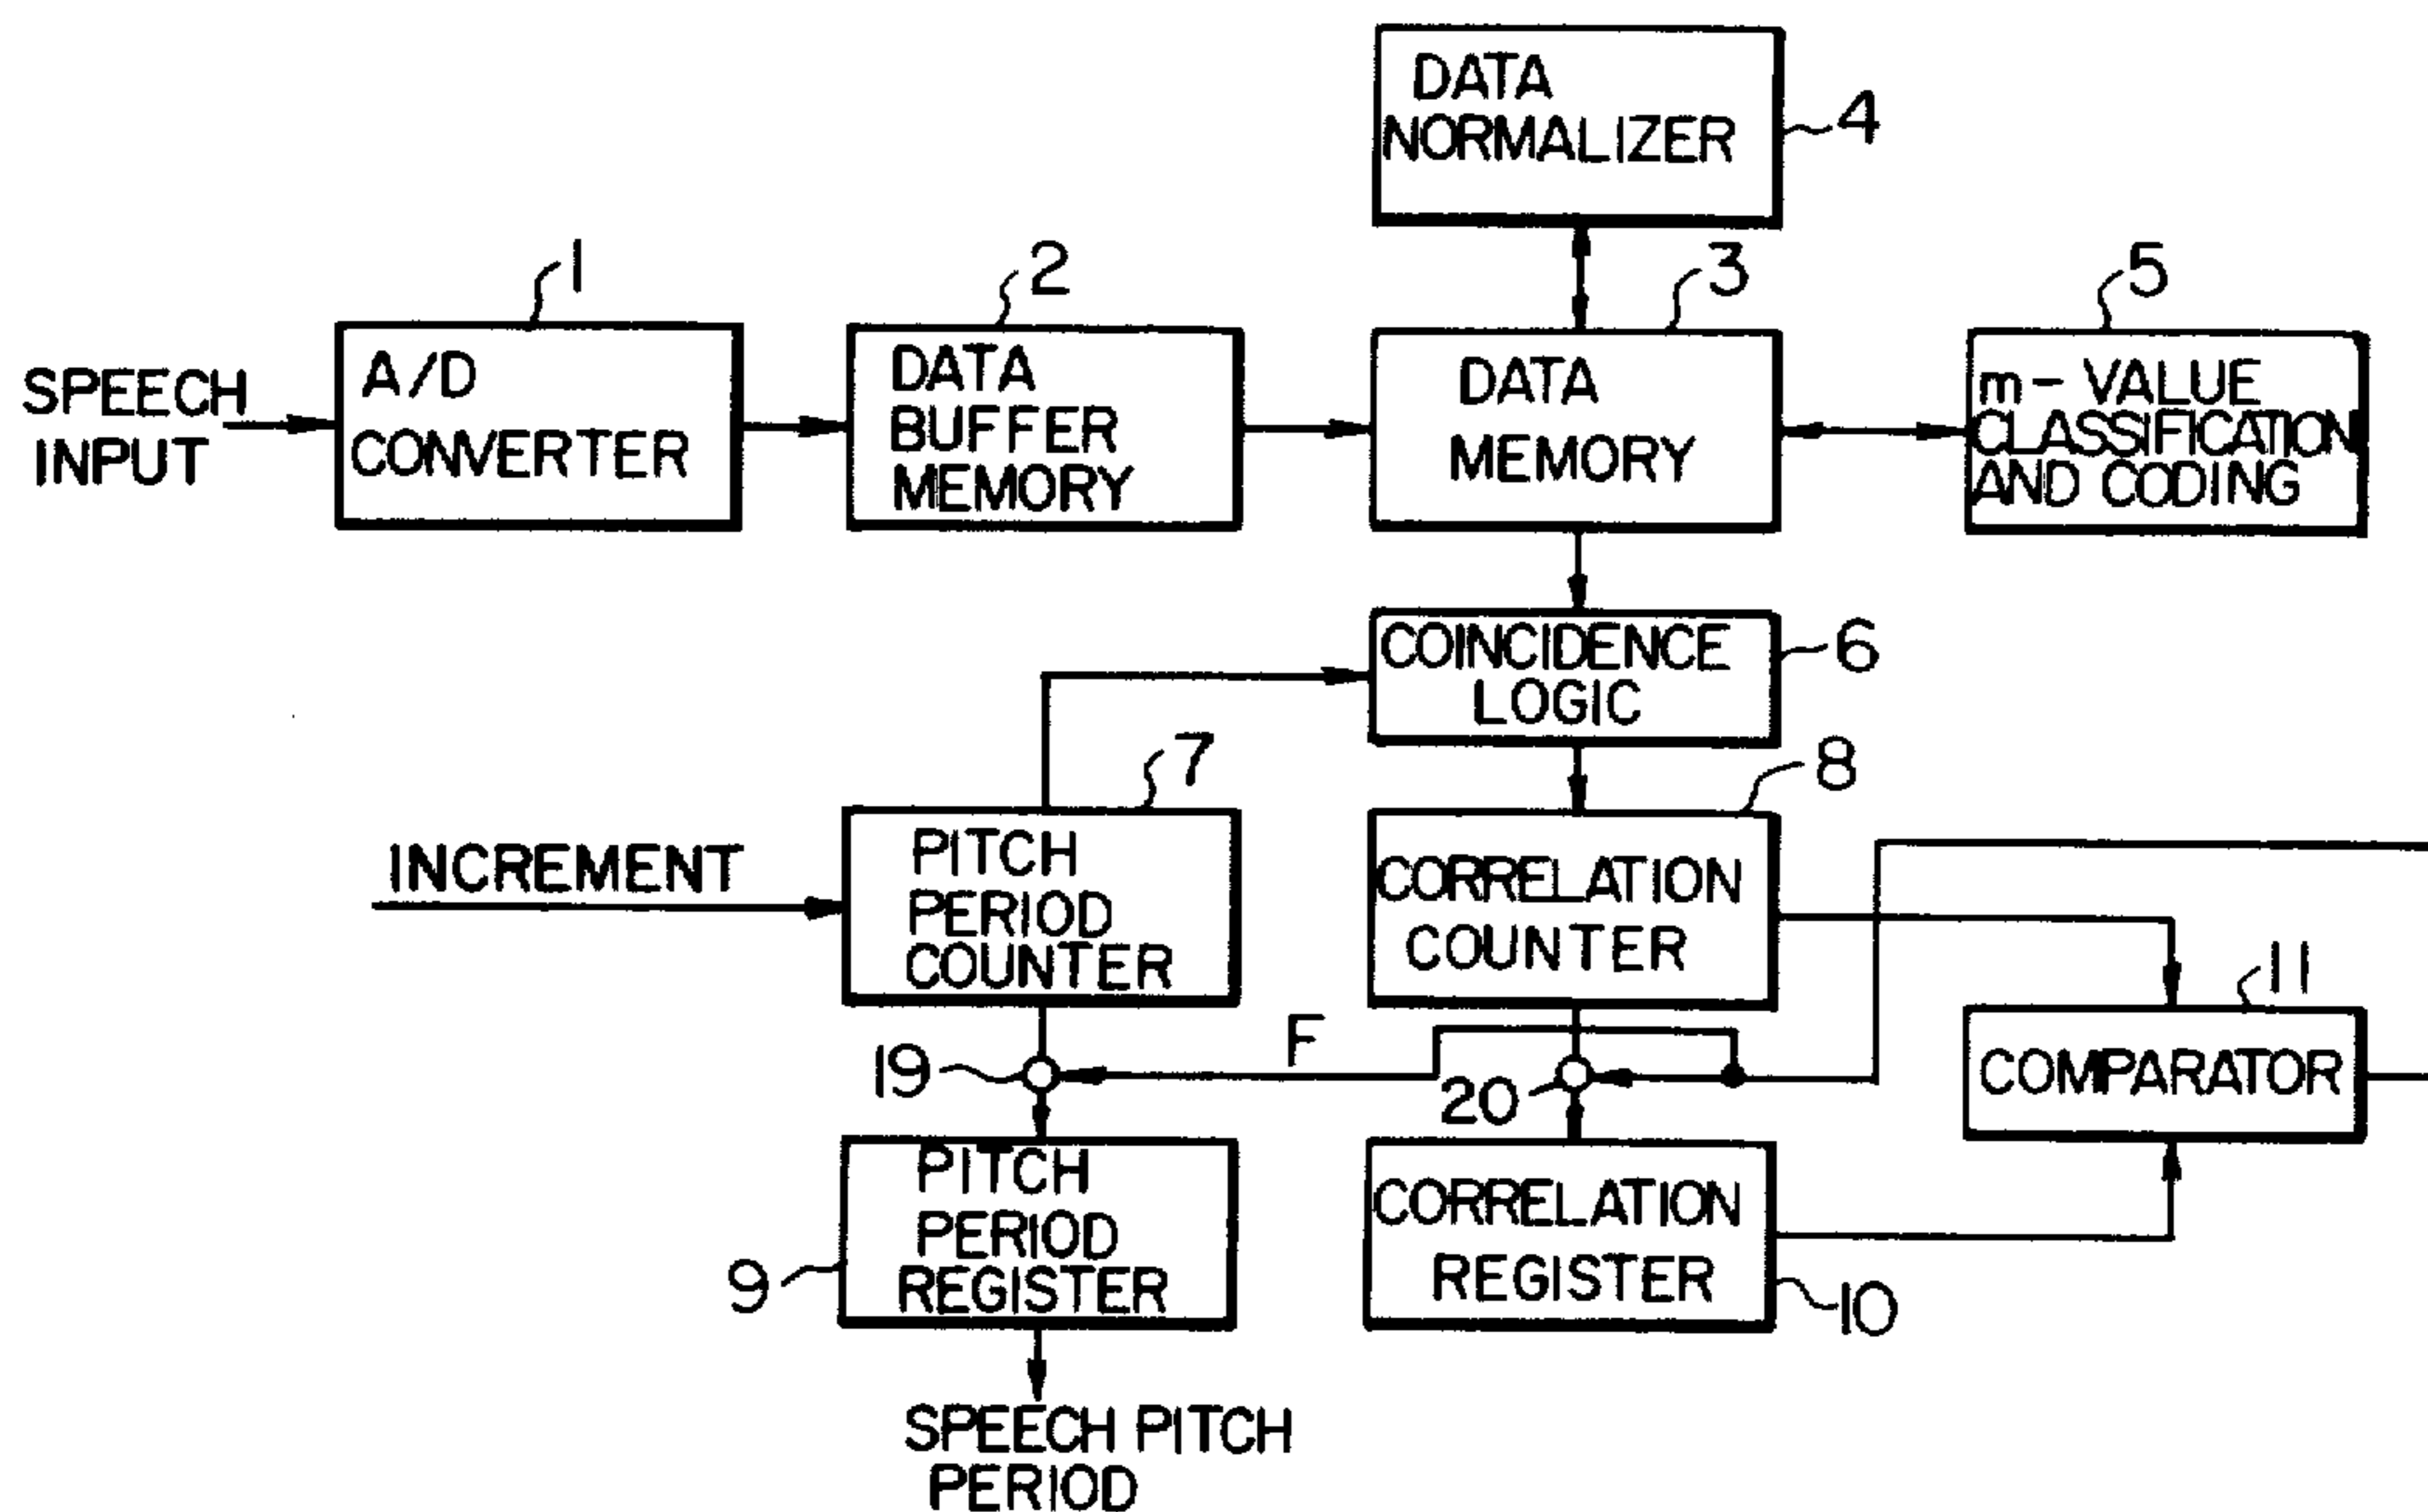 DATA
NORMALIZER
4
1
2
3
5
SPEECH
INPUT
A/D
CONVERTER
DATA
BUFFER
MEMORY
DATA
MEMORY
m- VALUE
CLASSIFICATION
AND CODING
COINCIDENCE
LOGIC
6
7
8
INCREMENT
PITCH
PERIOD
COUNTER
CORRELATION
COUNTER
11
F
19
20
COMPARATOR
PITCH
PERIOD
REGISTER
9
CORRELATION
REGISTER
10
SPEECH PITCH
PERIOD